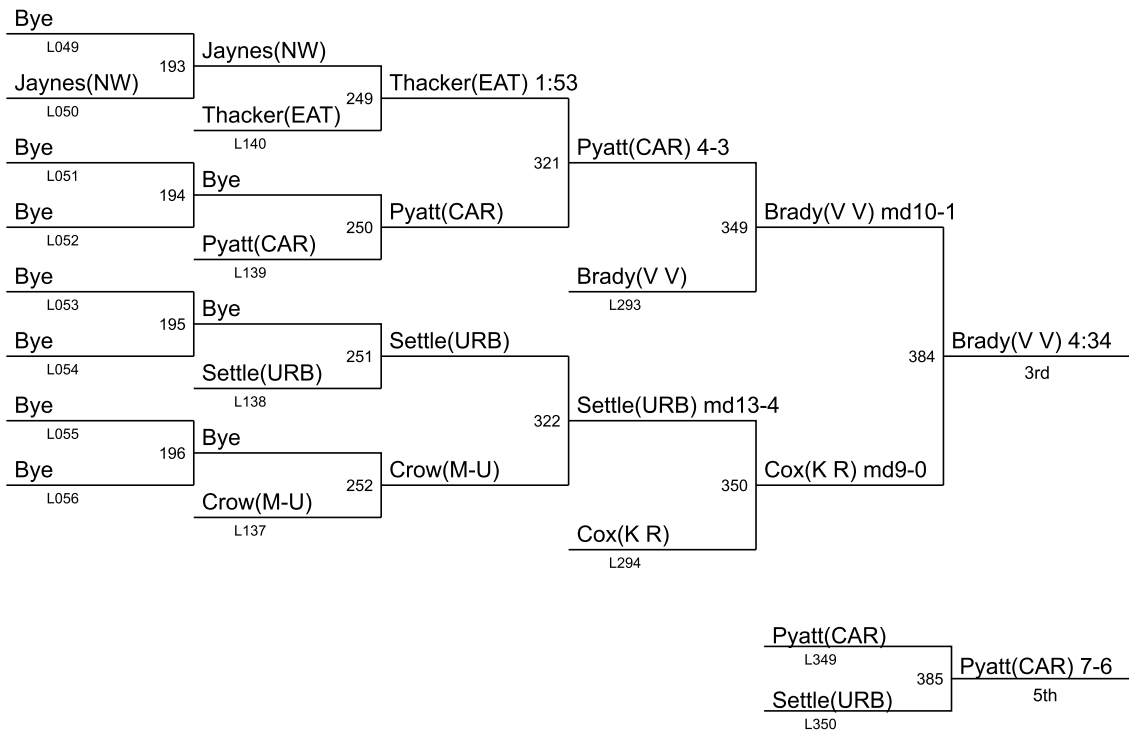 Bye
L049
193
Jaynes(NW)
L050
Jaynes(NW)
249
Thacker(EAT)
L140
Thacker(EAT) 1:53
Bye
L051
194
Bye
L052
Bye
250
Pyatt(CAR)
L139
Pyatt(CAR)
321
Pyatt(CAR) 4-3
349
Brady(V V)
L293
Brady(V V) md10-1
Bye
L053
195
Bye
L054
Bye
251
Settle(URB)
L138
Settle(URB)
Bye
L055
196
Bye
L056
Bye
252
Crow(M-U)
L137
Crow(M-U)
322
Settle(URB) md13-4
350
Cox(K R)
L294
Cox(K R) md9-0
384
Brady(V V) 4:34
3rd
Pyatt(CAR)
L349
385
Settle(URB)
L350
Pyatt(CAR) 7-6
5th